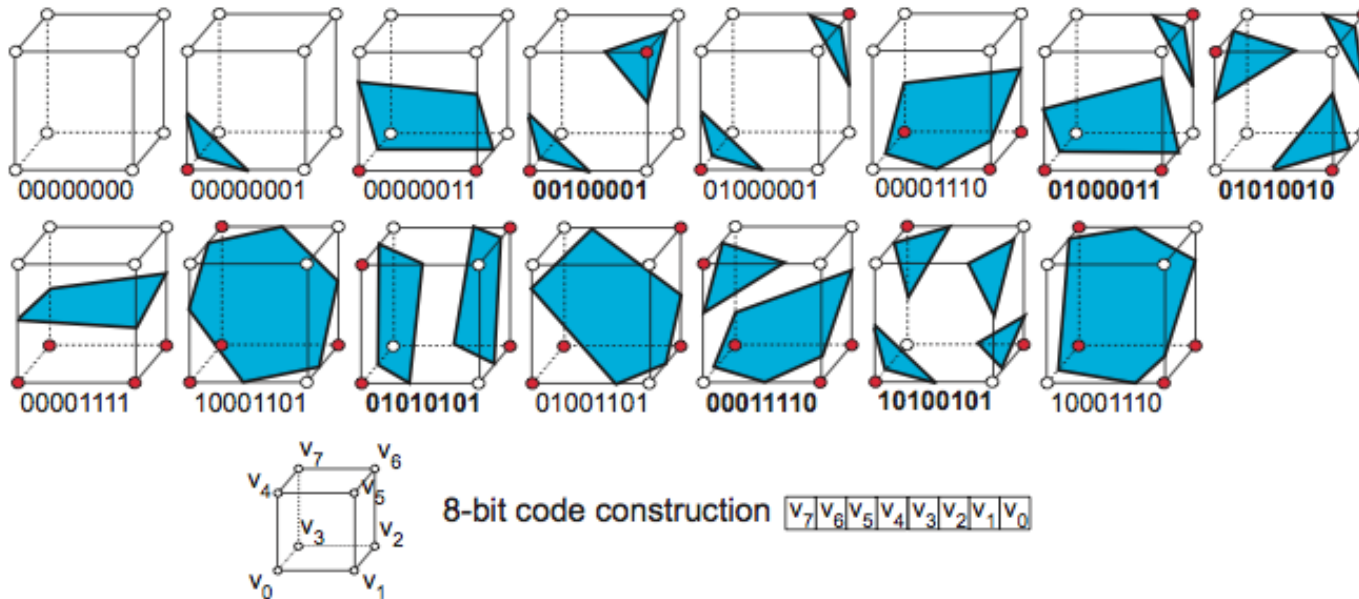 00000000 00000001 00000011 00100001 01000001 00001110 01000011 01010010
00001111 10001101 01010101 01001101 00011110 10100101 10001110
v7 v6
v4 v5
v3 v2
v0 v1
8-bit code construction v7 v6 v5 v4 v3 v2 v1 v0